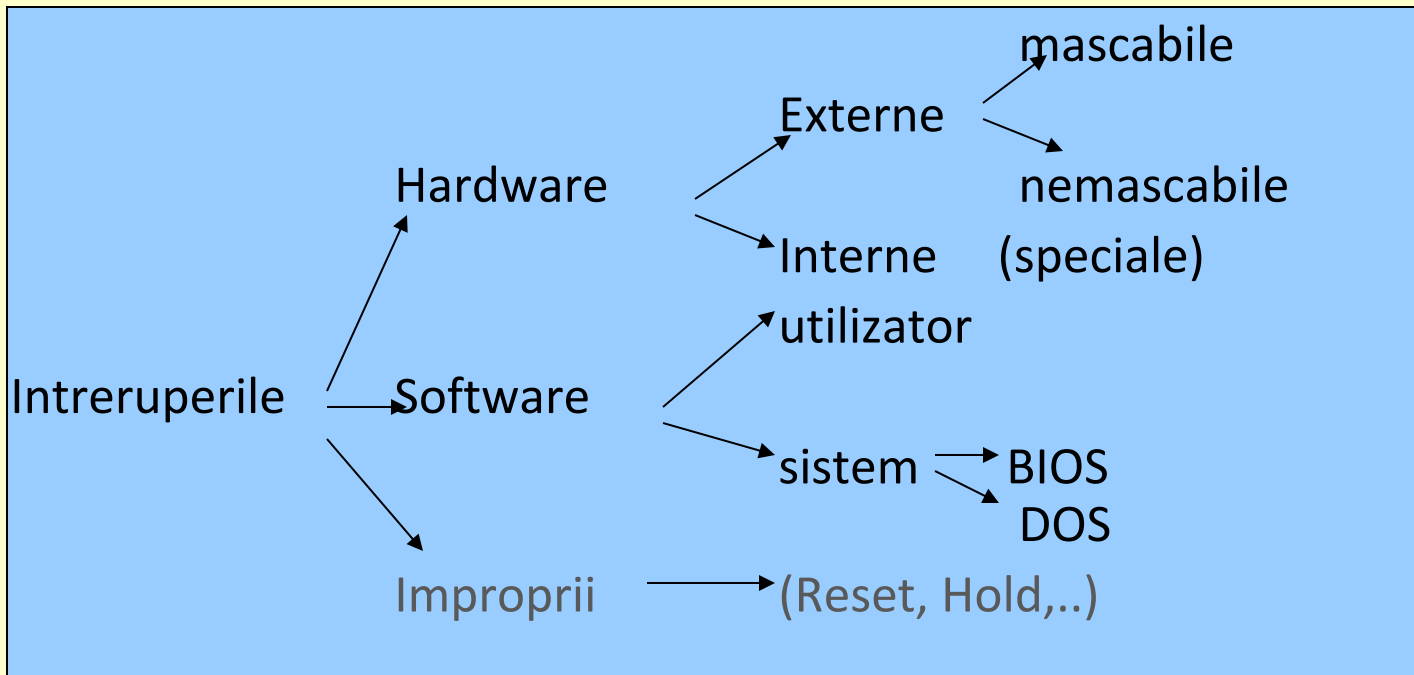 mascabile
Externe
Hardware nemascabile
Interne (speciale)
utilizator
Intreruperile Software
sistem BIOS
DOS
Improprii (Reset, Hold,..)